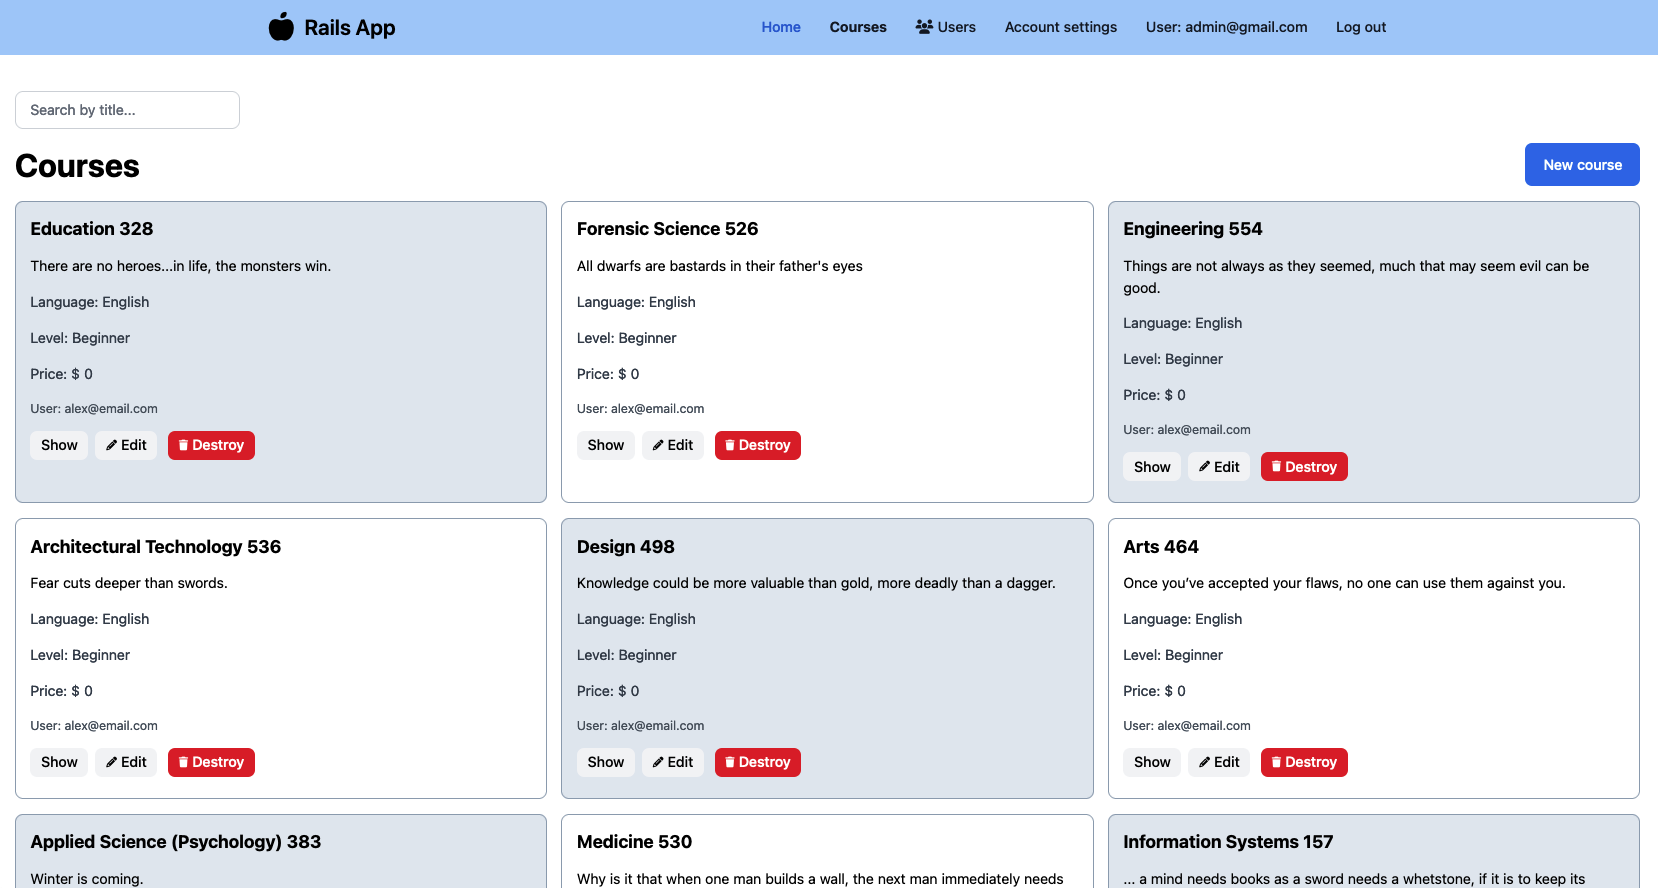 Rails App
Home Courses Users Account settings User: admin@gmail.com Log out
Search by title...
Courses
New course
Education 328
There are no heroes...in life, the monsters win.
Language: English
Level: Beginner
Price: $ 0
User: alex@email.com
Show Edit Destroy
Forensic Science 526
All dwarfs are bastards in their father's eyes
Language: English
Level: Beginner
Price: $ 0
User: alex@email.com
Show Edit Destroy
Engineering 554
Things are not always as they seemed, much that may seem evil can be
good.
Language: English
Level: Beginner
Price: $ 0
User: alex@email.com
Show Edit Destroy
Architectural Technology 536
Fear cuts deeper than swords.
Language: English
Level: Beginner
Price: $ 0
User: alex@email.com
Show Edit Destroy
Design 498
Knowledge could be more valuable than gold, more deadly than a dagger.
Language: English
Level: Beginner
Price: $ 0
User: alex@email.com
Show Edit Destroy
Arts 464
Once you’ve accepted your flaws, no one can use them against you.
Language: English
Level: Beginner
Price: $ 0
User: alex@email.com
Show Edit Destroy
Applied Science (Psychology) 383
Winter is coming.
Medicine 530
Why is it that when one man builds a wall, the next man immediately needs
Information Systems 157
... a mind needs books as a sword needs a whetstone, if it is to keep its